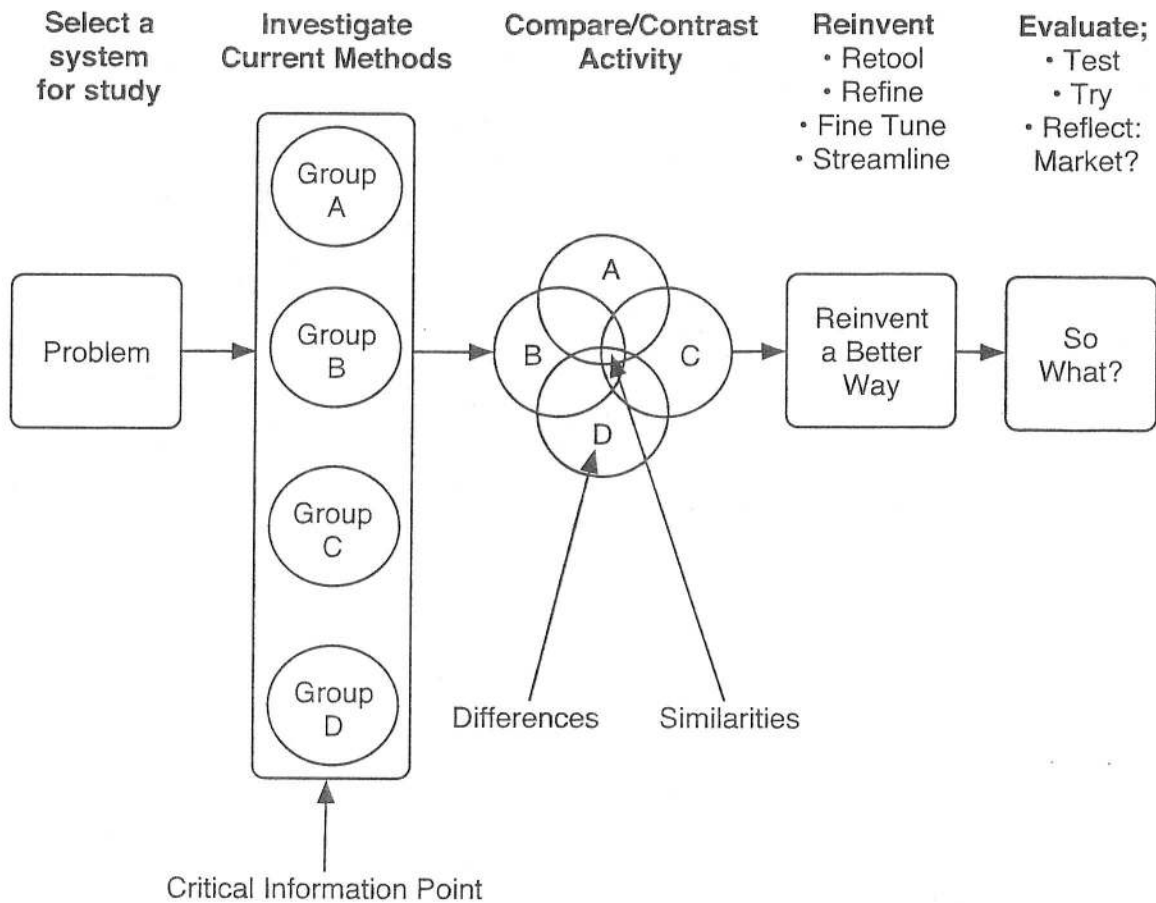 Select a
system
for study
Investigate
Current Methods
Compare/Contrast
Activity
Reinvent
• Retool
• Refine
• Fine Tune
• Streamline
Evaluate;
• Test
• Try
• Reflect:
Market?
Problem
Group
A
Group
B
Group
C
Group
D
A
B
C
D
Reinvent
a Better
Way
So
What?
Differences
Similarities
Critical Information Point